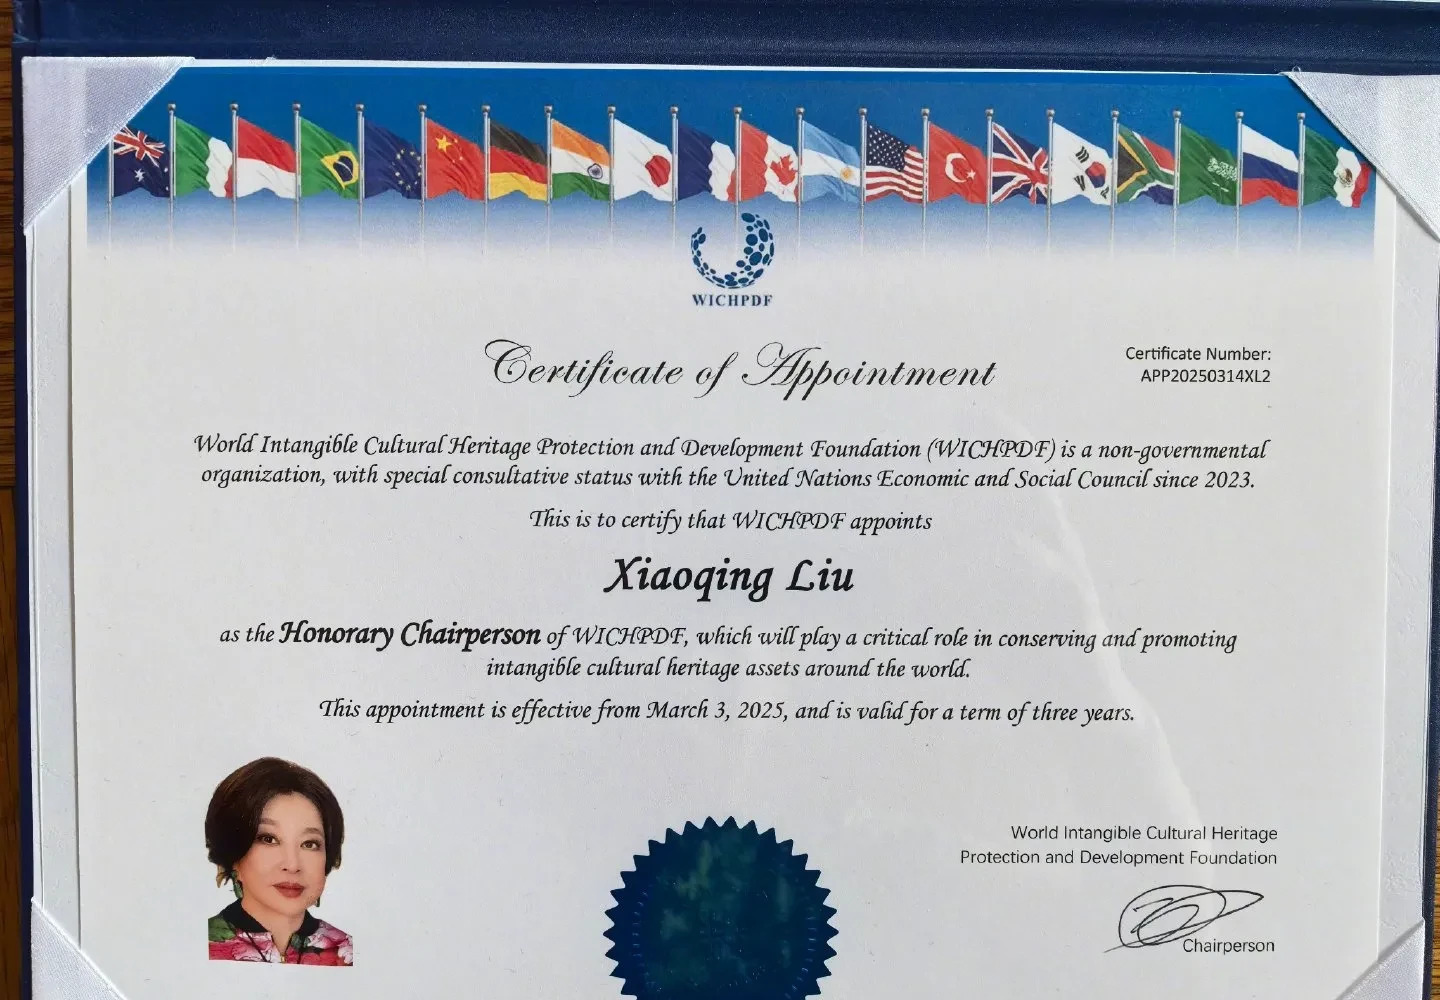 WICHPDF
Certificate of Appointment
Certificate Number:
APP20250314XL2
World Intangible Cultural Heritage Protection and Development Foundation (WICHPDF) is a non-governmental
organization, with special consultative status with the United Nations Economic and Social Council since 2023.
This is to certify that WICHPDF appoints
Xiaoqing Liu
as the Honorary Chairperson of WICHPDF, which will play a critical role in conserving and promoting
intangible cultural heritage assets around the world.
This appointment is effective from March 3, 2025, and is valid for a term of three years.
World Intangible Cultural Heritage
Protection and Development Foundation
Chairperson